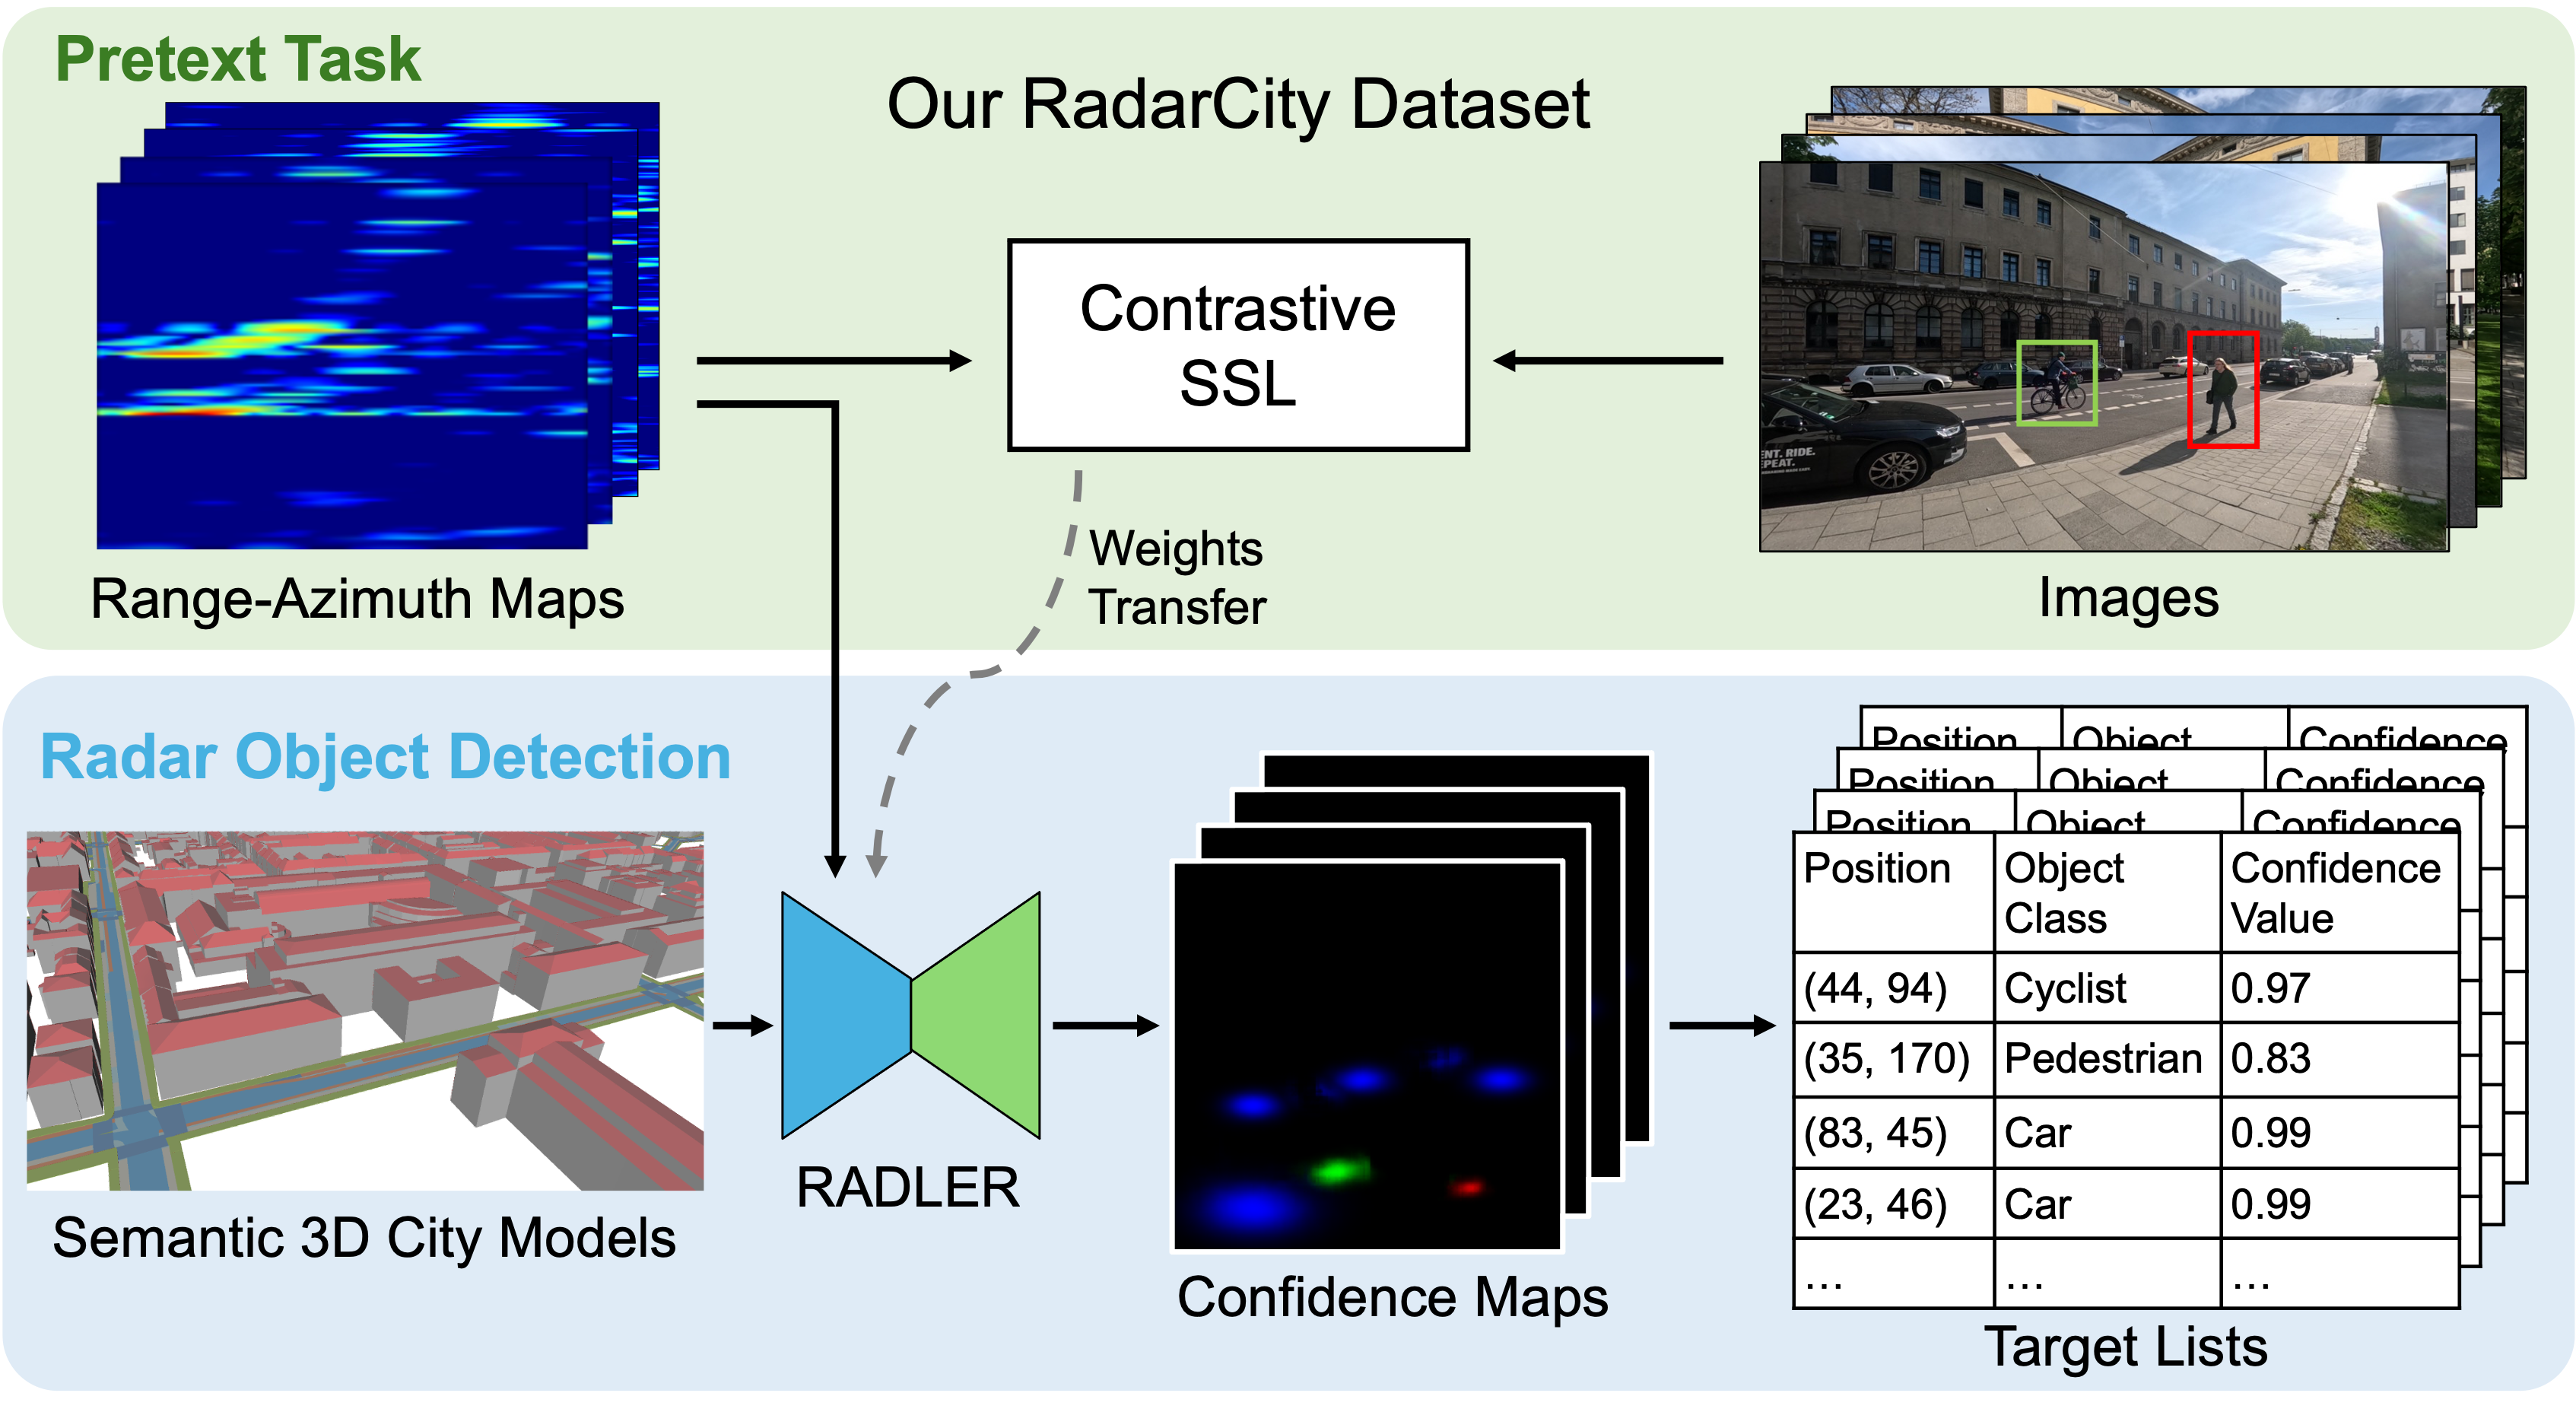 Pretext Task
Our RadarCity Dataset
Contrastive
SSL
ENT. RIDE.
EPEAT.
Weights
Transfer
Range-Azimuth Maps
Images
Radar Object Detection
Position Object Confidence
Position Object Confidence
Position Object Confidence
Position Object Confidence
Class Value
(44, 94) Cyclist 0.97
(35, 170) Pedestrian 0.83
(83, 45) Car 0.99
(23, 46) Car 0.99
... ... ...
RADLER
Semantic 3D City Models
Confidence Maps
Target Lists